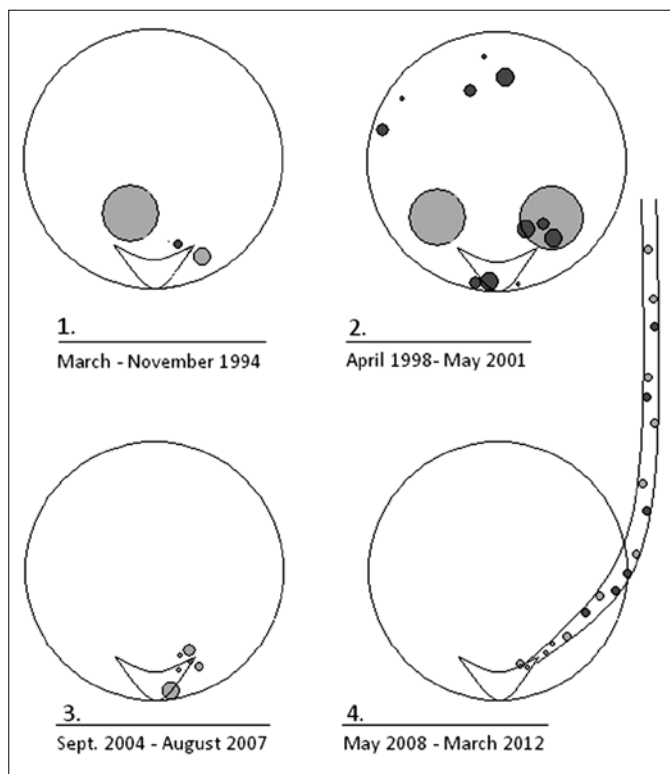 1.
March - November 1994
2.
April 1998- May 2001
3.
Sept. 2004 - August 2007
4.
May 2008 - March 2012